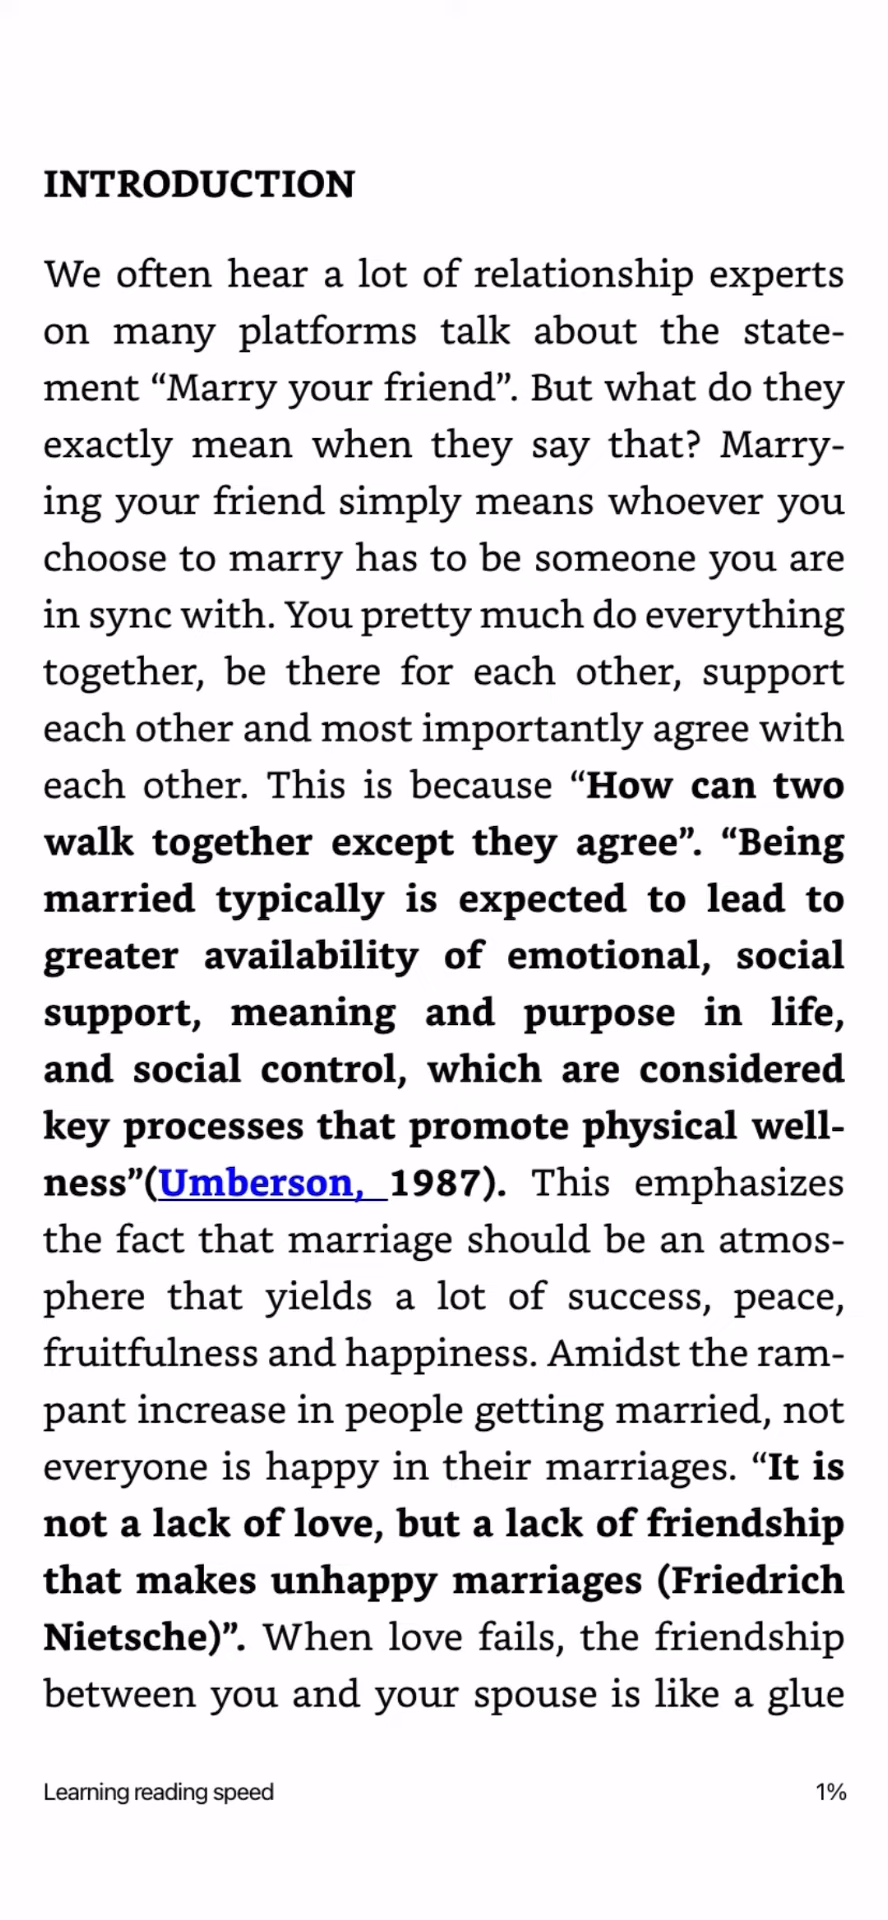 INTRODUCTION
We often hear a lot of relationship experts
on many platforms talk about the state-
ment “Marry your friend”. But what do they
exactly mean when they say that? Marry-
ing your friend simply means whoever you
choose to marry has to be someone you are
in sync with. You pretty much do everything
together, be there for each other, support
each other and most importantly agree with
each other. This is because “How can two
walk together except they agree”. “Being
married typically is expected to lead to
greater availability of emotional, social
support, meaning and purpose in life,
and social control, which are considered
key processes that promote physical well-
ness”(Umberson, 1987). This emphasizes
the fact that marriage should be an atmos-
phere that yields a lot of success, peace,
fruitfulness and happiness. Amidst the ram-
pant increase in people getting married, not
everyone is happy in their marriages. “It is
not a lack of love, but a lack of friendship
that makes unhappy marriages (Friedrich
Nietsche)”. When love fails, the friendship
between you and your spouse is like a glue
Learning reading speed 1%